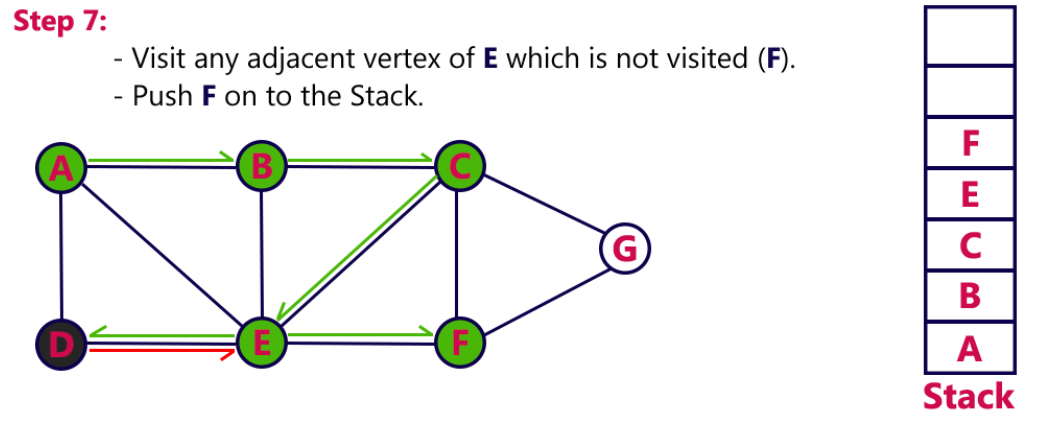 Step 7:
- Visit any adjacent vertex of E which is not visited (F).
- Push F on to the Stack.
A
B
C
G
D
E
F
F
E
C
B
A
Stack